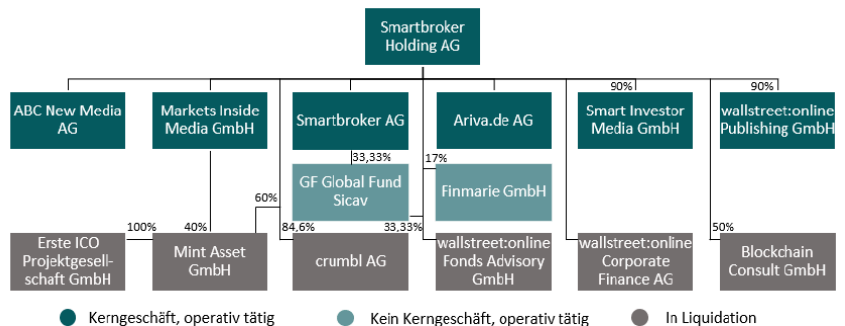 Smartbroker
Holding AG
90%
90%
ABC New Media
AG
Markets Inside
Media GmbH
Smartbroker AG
Ariva.de AG
Smart Investor
Media GmbH
wallstreet:online
Publishing GmbH
33,33%
17%
GF Global Fund
Sicav
Finmarie GmbH
60%
100%
40%
84,6%
33,33%
50%
Erste ICO
Projektgesell-
schaft GmbH
Mint Asset
GmbH
crumbl AG
wallstreet:online
Fonds Advisory
GmbH
wallstreet:online
Corporate
Finance AG
Blockchain
Consult GmbH
Kerngeschäft, operativ tätig
Kein Kerngeschäft, operativ tätig
In Liquidation